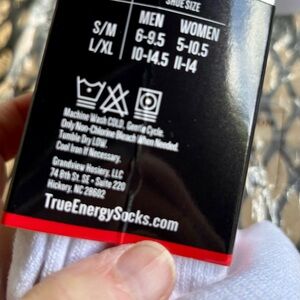 SHOE SIZE
MEN WOMEN
S/M 6-9.5 5-10.5
L/XL 10-14.5 11-14
Machine Wash COLD. Gentle Cycle.
Only Non-Chlorine Bleach When Needed.
Tumble Dry LOW.
Cool Iron If Necessary.
Grandview Hosiery, LLC
74 8th St. SE • Suite 220
Hickory, NC 28602
TrueEnergySocks.com